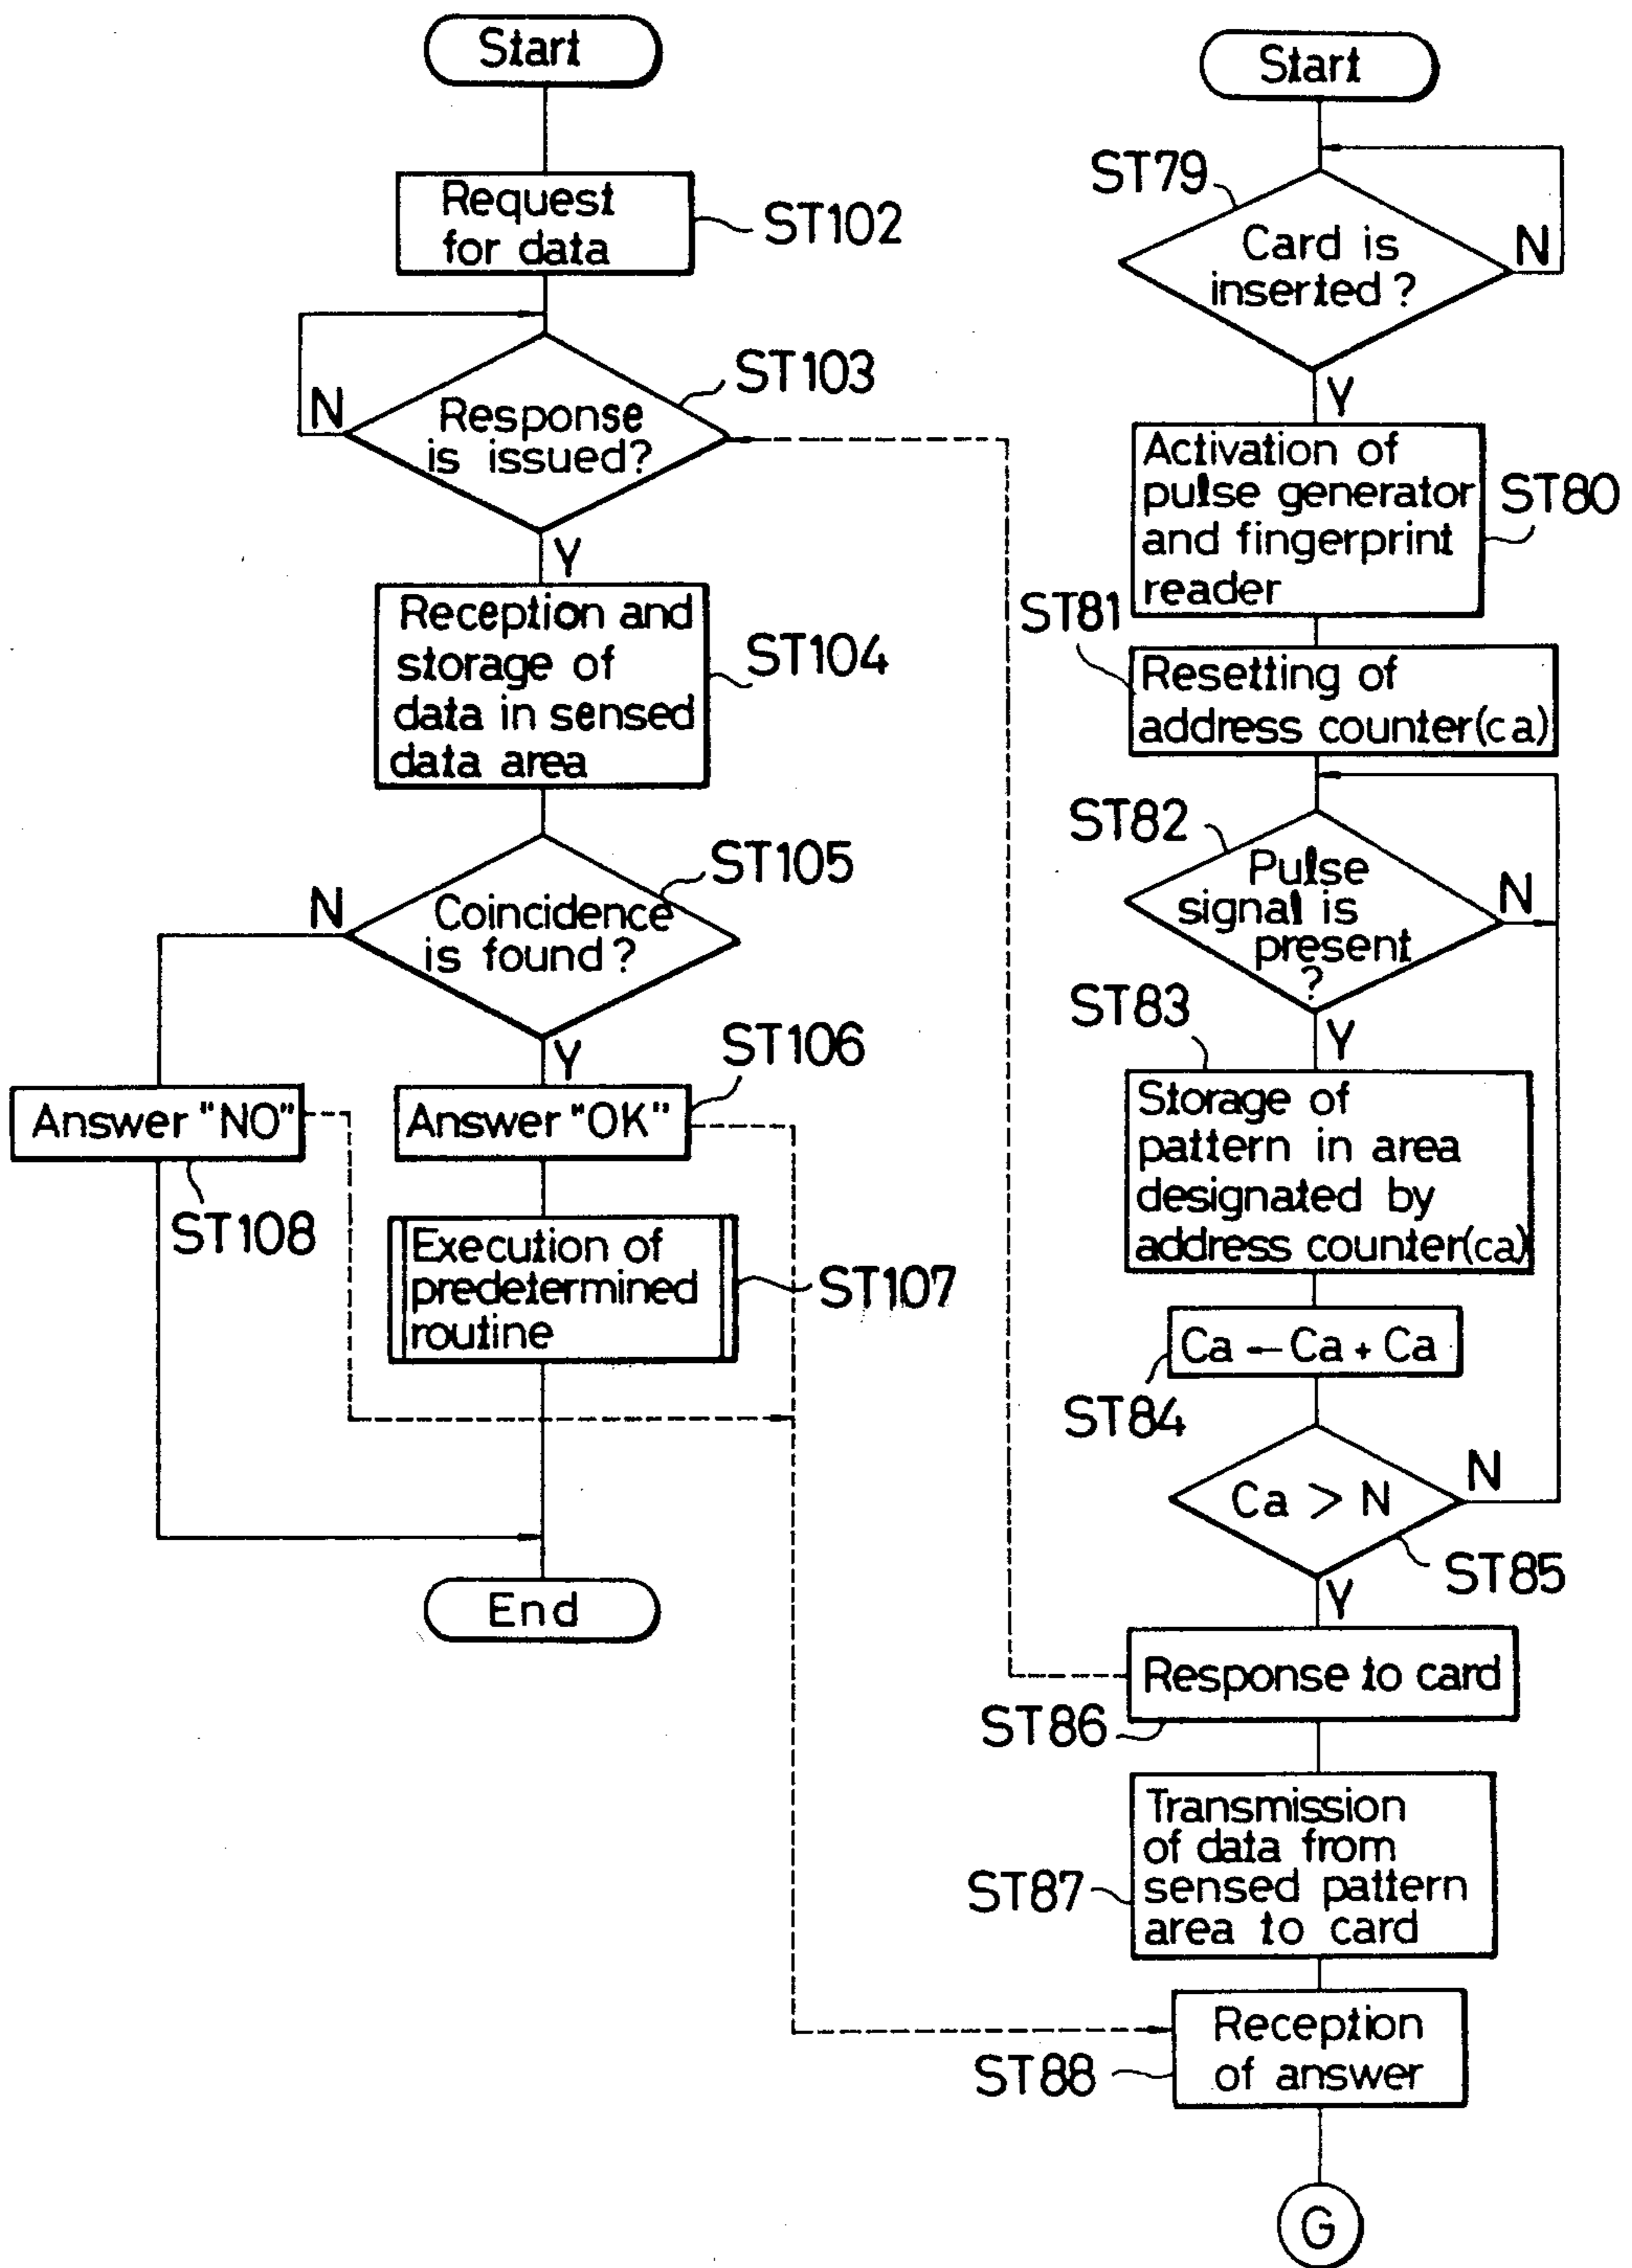 Start
Request
for data
ST102
N
Response
is issued?
ST103
Y
Reception and
storage of
data in sensed
data area
ST104
N
Coincidence
is found?
ST105
Y
Answer "NO"
ST108
Answer "OK"
ST106
Execution of
predetermined
routine
ST107
End
Start
ST79
Card is
inserted?
N
Y
Activation of
pulse generator
and fingerprint
reader
ST80
ST81
Resetting of
address counter(ca)
ST82
Pulse
signal is
present
?
N
Y
ST83
Storage of
pattern in area
designated by
address counter(ca)
Ca ← Ca + Ca
ST84
Ca > N
N
ST85
Y
Response to card
ST86
Transmission
of data from
sensed pattern
area to card
ST87
Reception
of answer
ST88
G